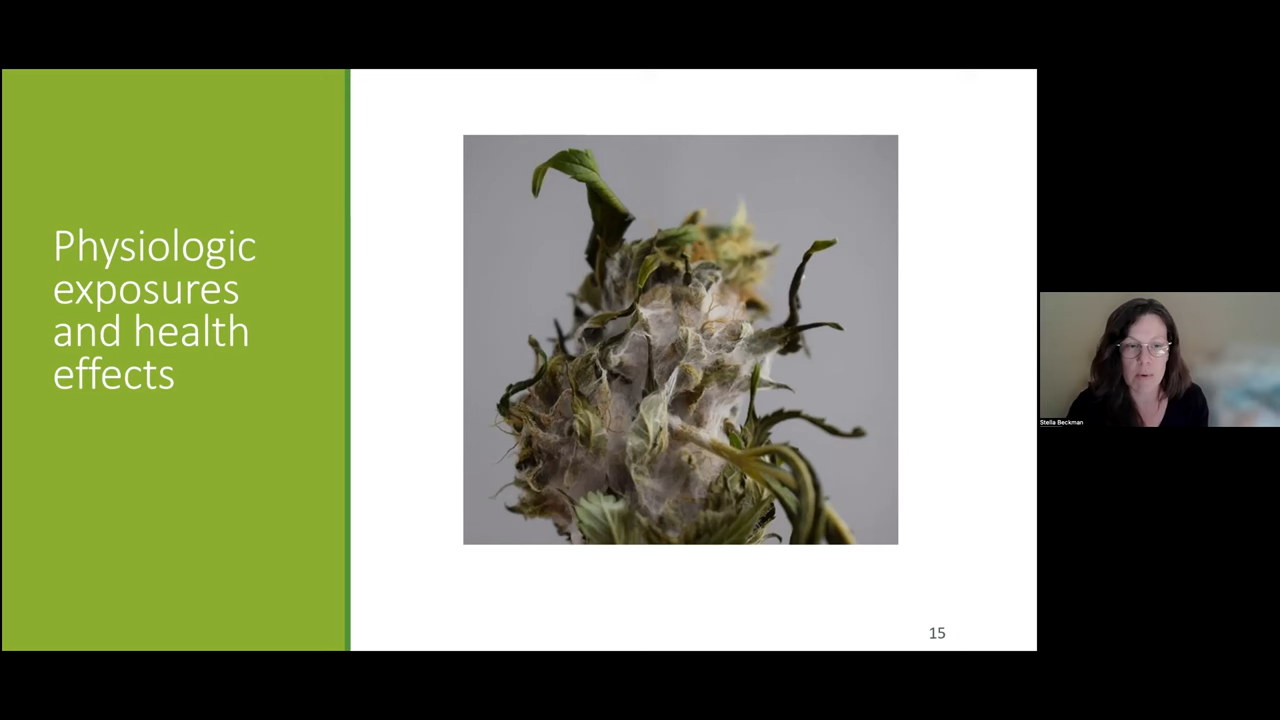 Physiologic
exposures
and health
effects
Stella Beckman
15